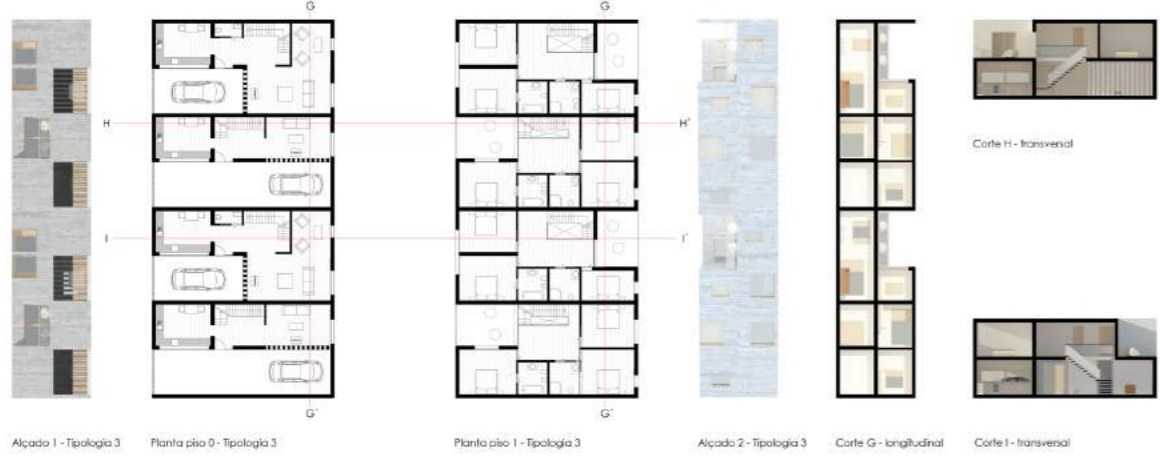 G
G
H
H´
Corte H - transversal
I
I´
G´
G´
Alçado 1 - Tipologia 3
Planta piso 0 - Tipologia 3
Planta piso 1 - Tipologia 3
Alçado 2 - Tipologia 3
Corte G - longitudinal
Corte I - transversal